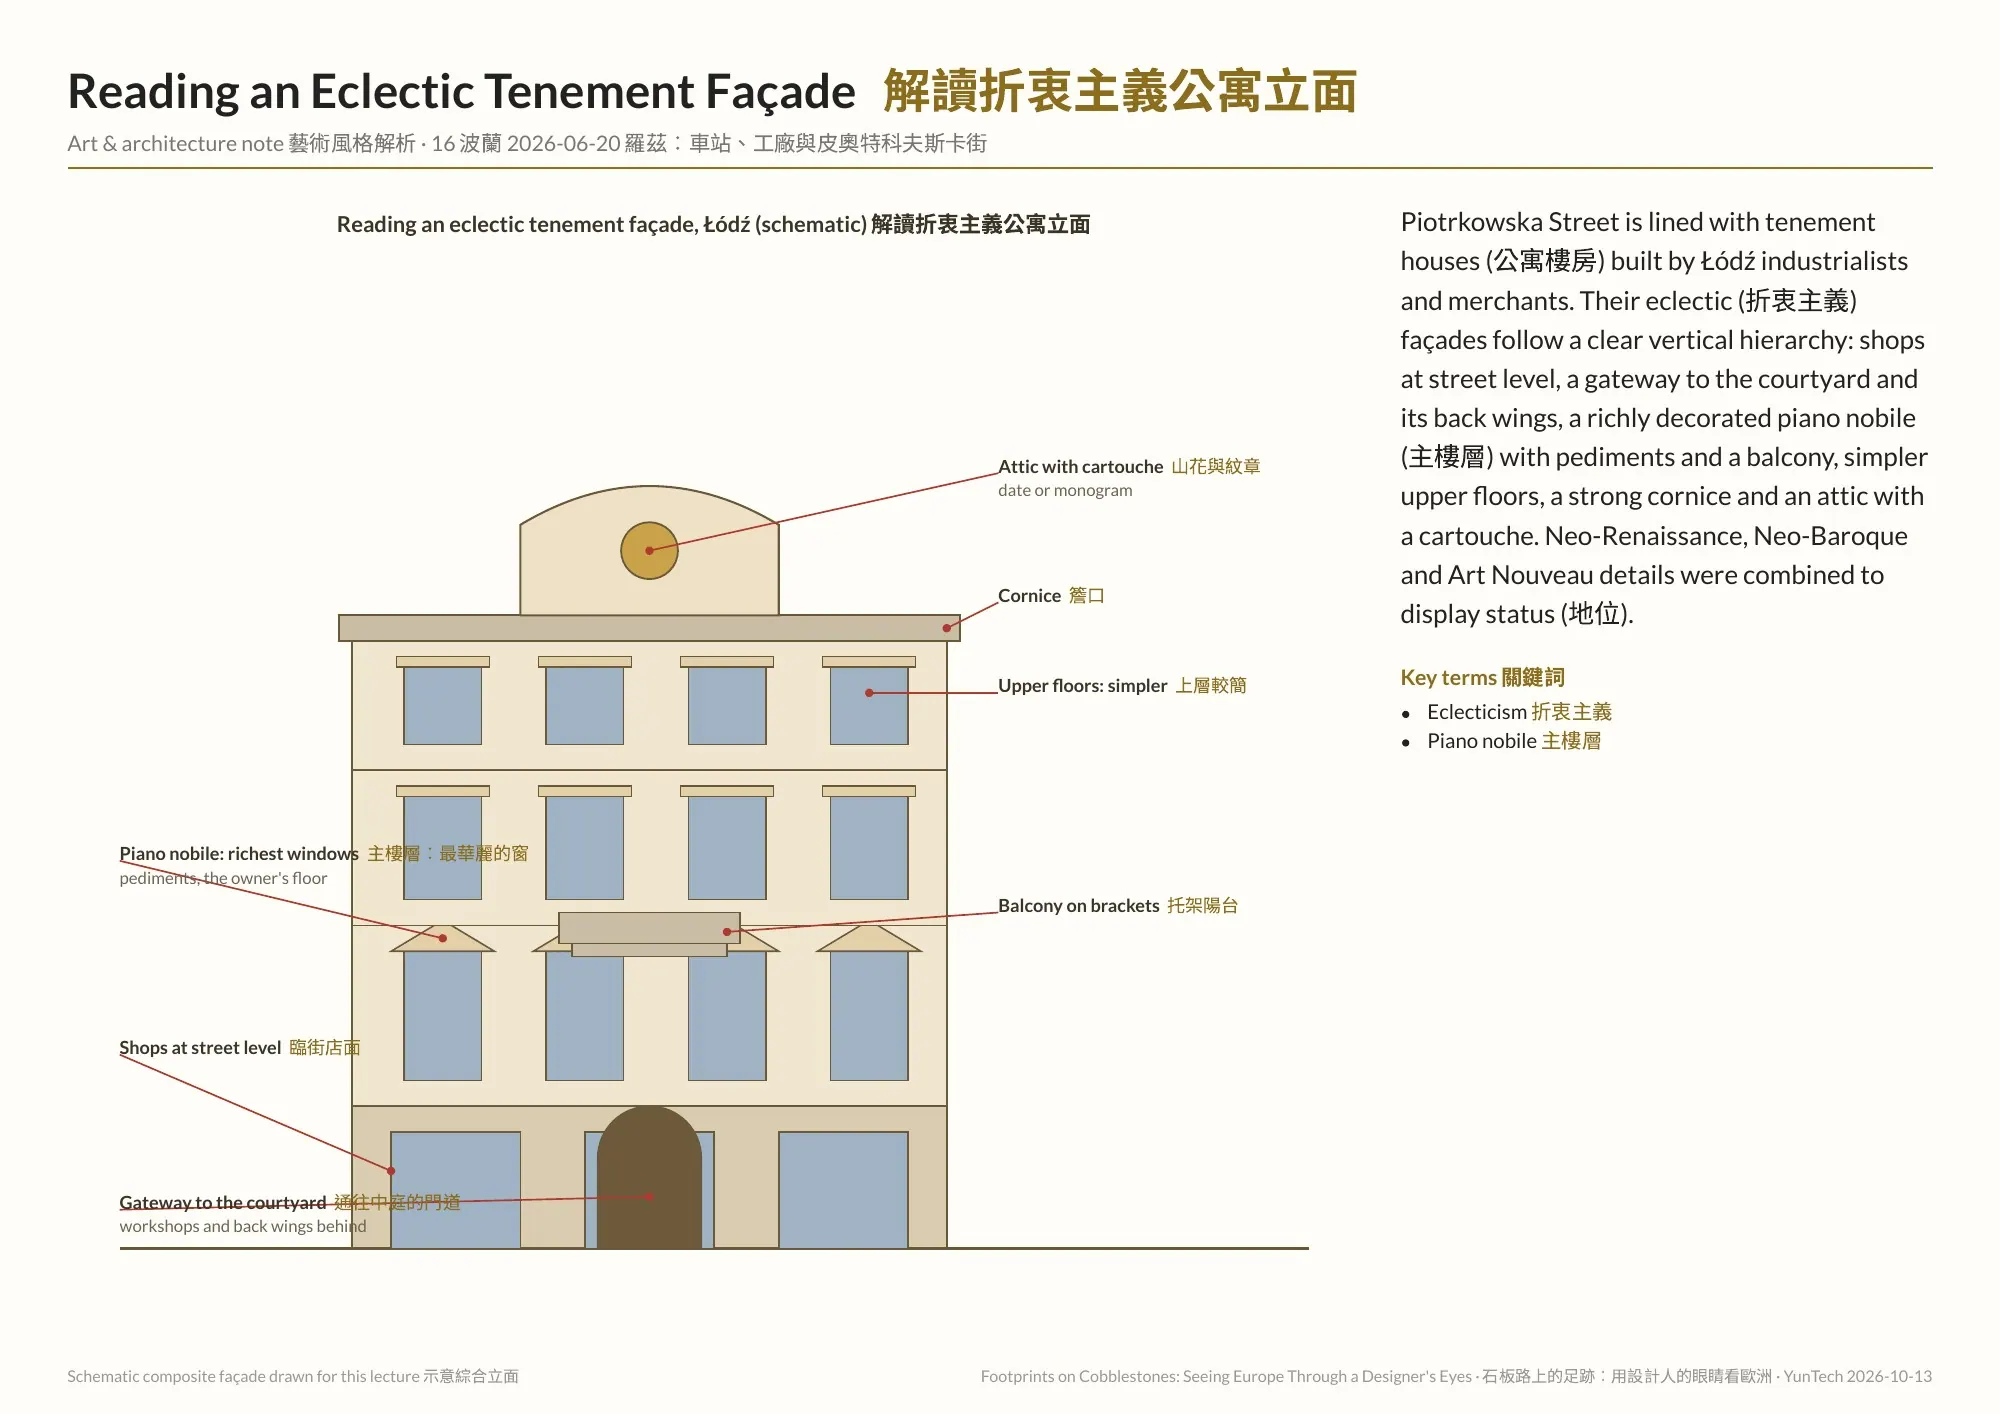 Reading an Eclectic Tenement Façade 解讀折衷主義公寓立面
Art & architecture note 藝術風格解析 · 16 波蘭 2026-06-20 羅茲：車站、工廠與皮奧特科夫斯卡街
Reading an eclectic tenement façade, Łódź (schematic) 解讀折衷主義公寓立面
Attic with cartouche 山花與紋章
date or monogram
Cornice 簷口
Upper floors: simpler 上層較簡
Piano nobile: richest windows 主樓層：最華麗的窗
pediments, the owner's floor
Balcony on brackets 托架陽台
Shops at street level 臨街店面
Gateway to the courtyard 通往中庭的門道
workshops and back wings behind
Piotrkowska Street is lined with tenement
houses (公寓樓房) built by Łódź industrialists
and merchants. Their eclectic (折衷主義)
façades follow a clear vertical hierarchy: shops
at street level, a gateway to the courtyard and
its back wings, a richly decorated piano nobile
(主樓層) with pediments and a balcony, simpler
upper floors, a strong cornice and an attic with
a cartouche. Neo-Renaissance, Neo-Baroque
and Art Nouveau details were combined to
display status (地位).
Key terms 關鍵詞
• Eclecticism 折衷主義
• Piano nobile 主樓層
Schematic composite façade drawn for this lecture 示意綜合立面
Footprints on Cobblestones: Seeing Europe Through a Designer's Eyes · 石板路上的足跡：用設計人的眼睛看歐洲 · YunTech 2026-10-13